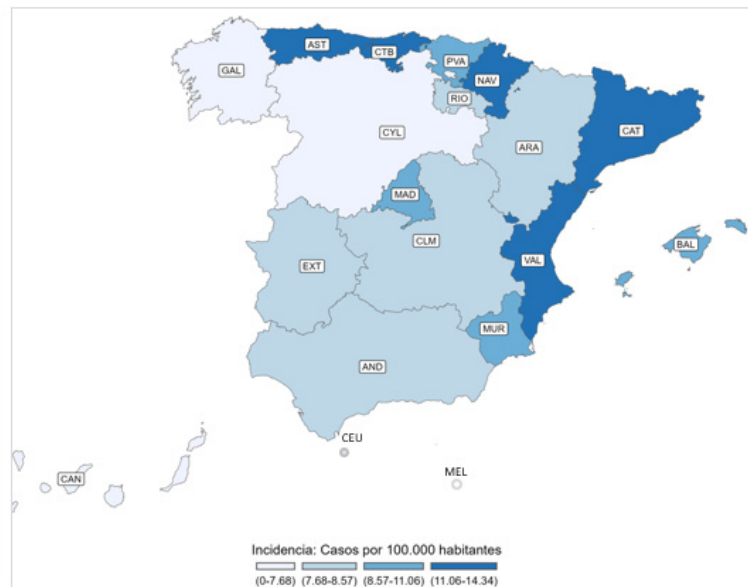 AST
CTB
PVA
GAL
NAV
RIO
CAT
CYL
ARA
MAD
BAL
CLM
VAL
EXT
MUR
AND
CEU
MEL
CAN
Incidencia: Casos por 100.000 habitantes
(0-7.68) (7.68-8.57) (8.57-11.06) (11.06-14.34)